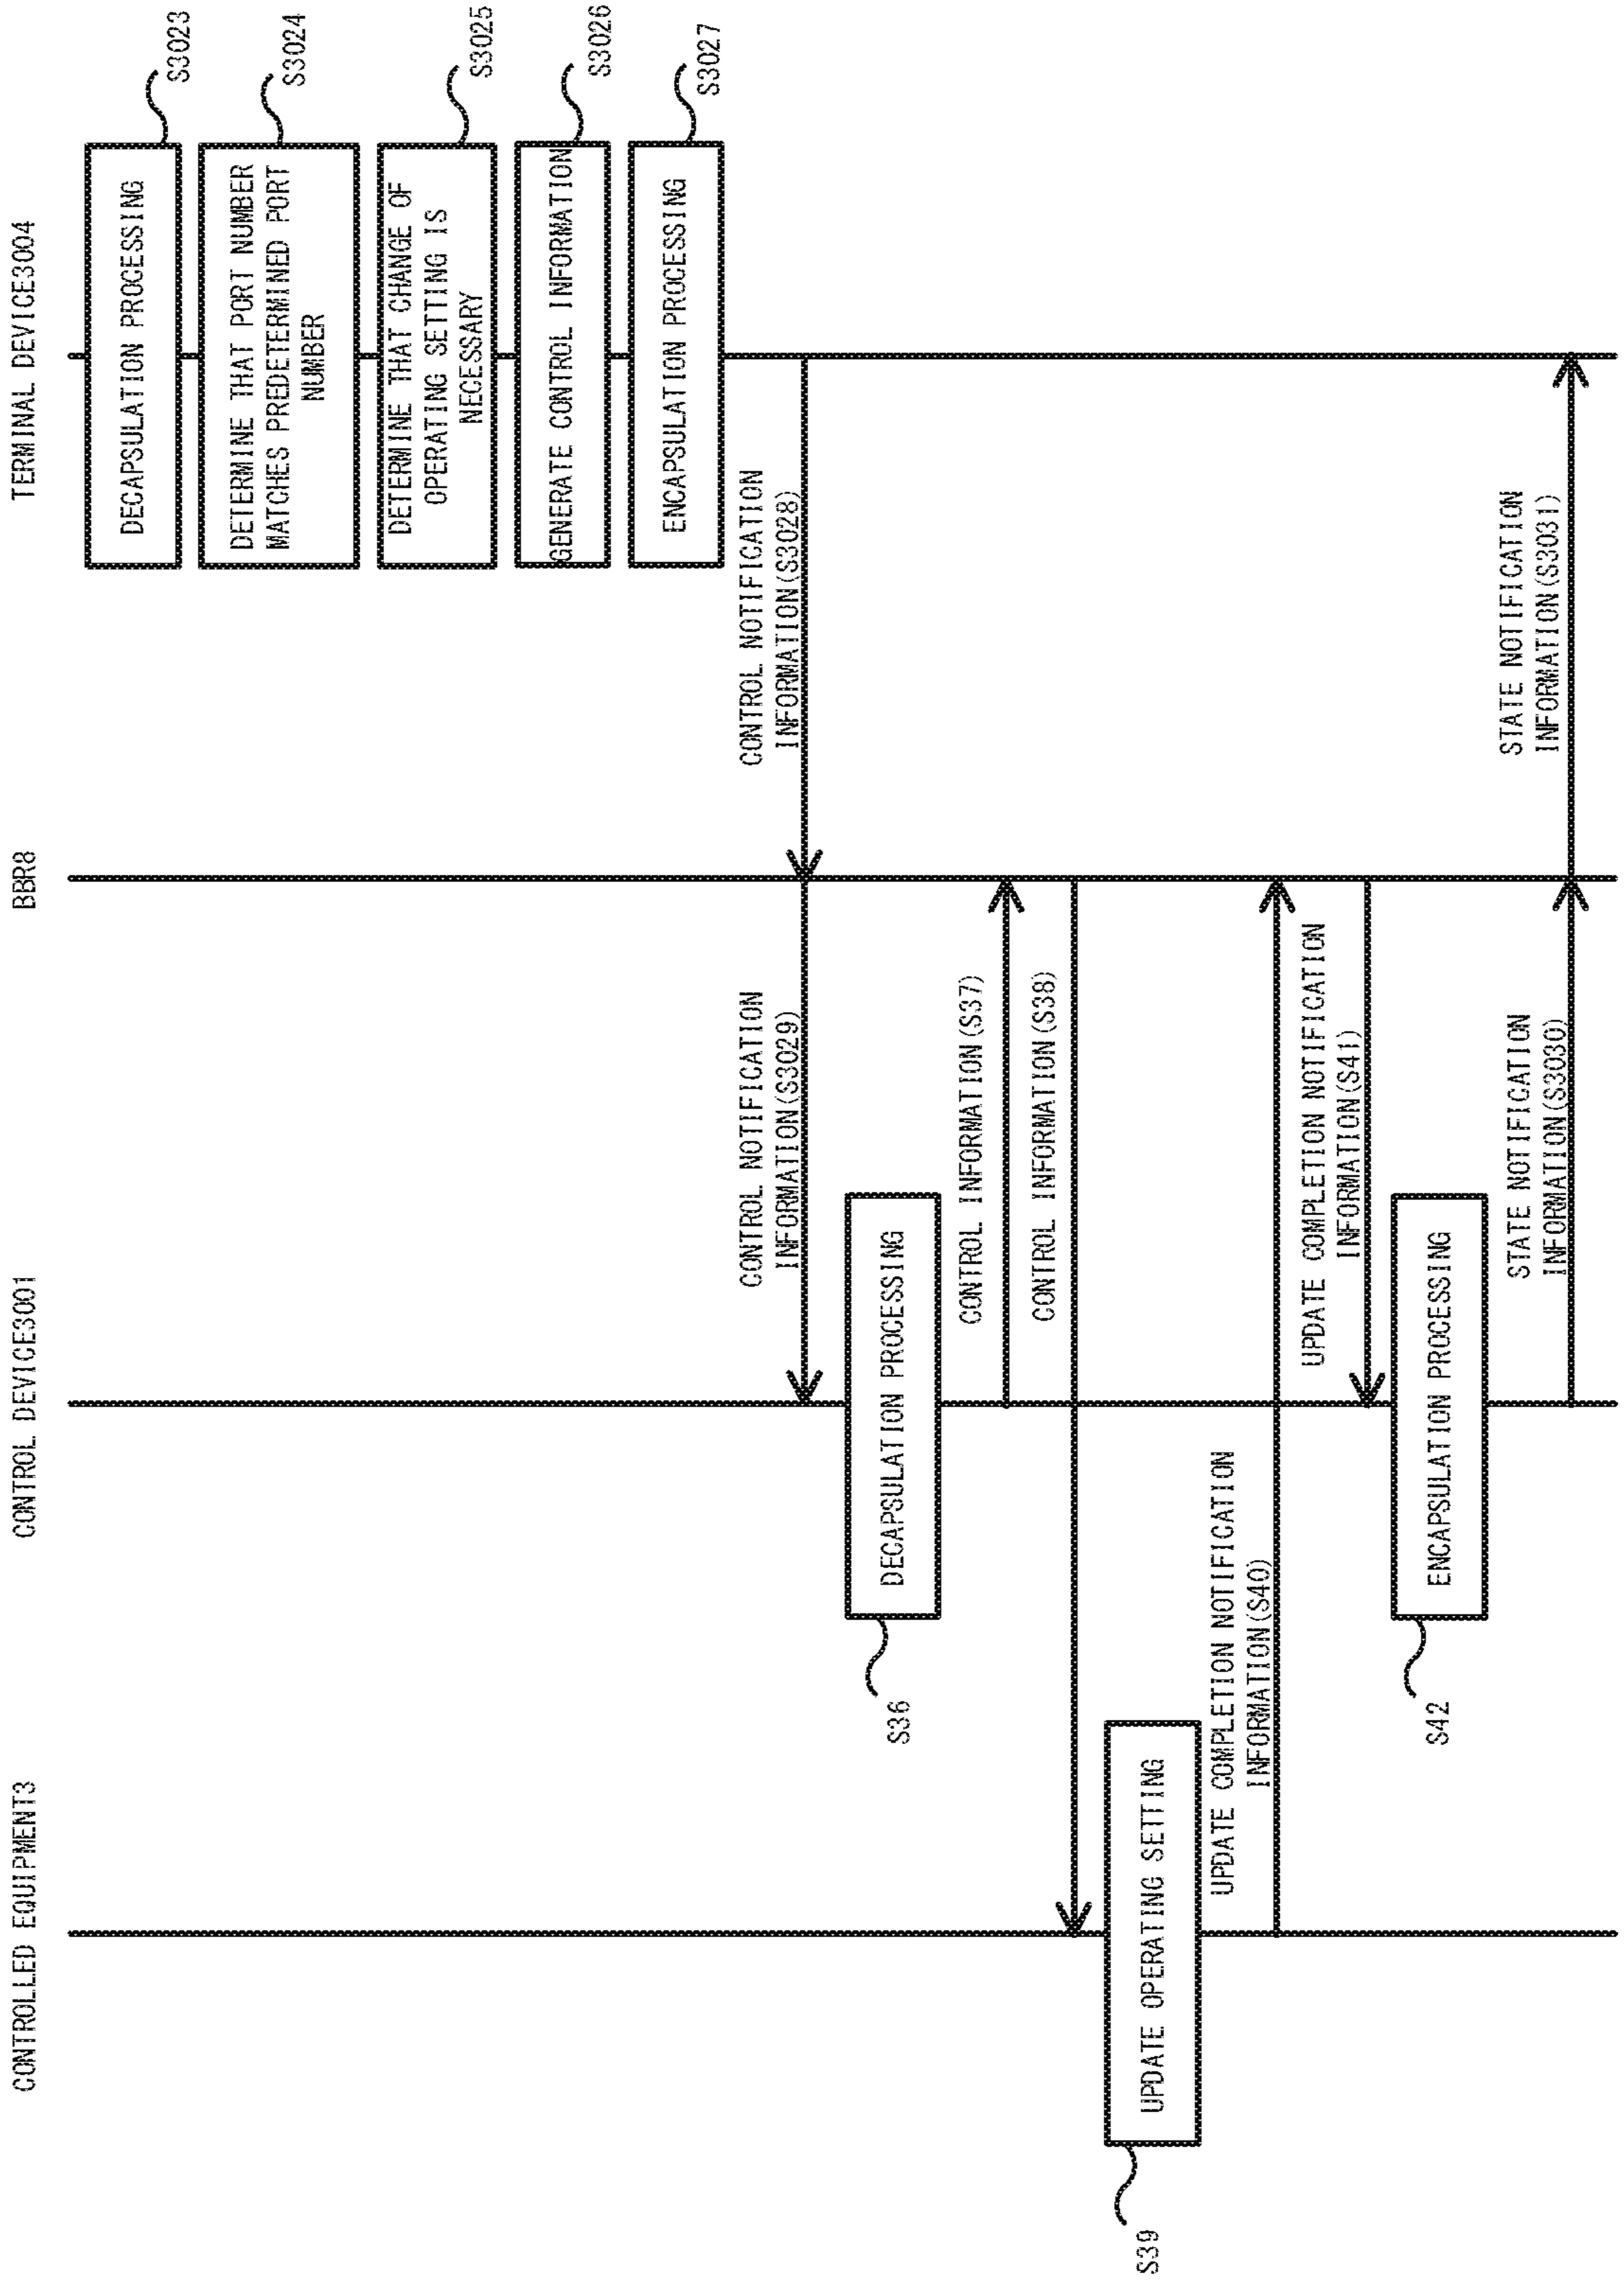 CONTROLLED EQUIPMENT3
CONTROL DEVICE3001
BBR8
TERMINAL DEVICE3004
DECAPSULATION PROCESSING
S3023
DETERMINE THAT PORT NUMBER
MATCHES PREDETERMINED PORT
NUMBER
S3024
DETERMINE THAT CHANGE OF
OPERATING SETTING IS
NECESSARY
S3025
GENERATE CONTROL INFORMATION
S3026
ENCAPSULATION PROCESSING
S3027
CONTROL NOTIFICATION
INFORMATION(S3028)
CONTROL NOTIFICATION
INFORMATION(S3029)
DECAPSULATION PROCESSING
S36
CONTROL INFORMATION(S37)
CONTROL INFORMATION(S38)
UPDATE OPERATING SETTING
S39
UPDATE COMPLETION NOTIFICATION
INFORMATION(S40)
UPDATE COMPLETION NOTIFICATION
INFORMATION(S41)
ENCAPSULATION PROCESSING
S42
STATE NOTIFICATION
INFORMATION(S3030)
STATE NOTIFICATION
INFORMATION(S3031)